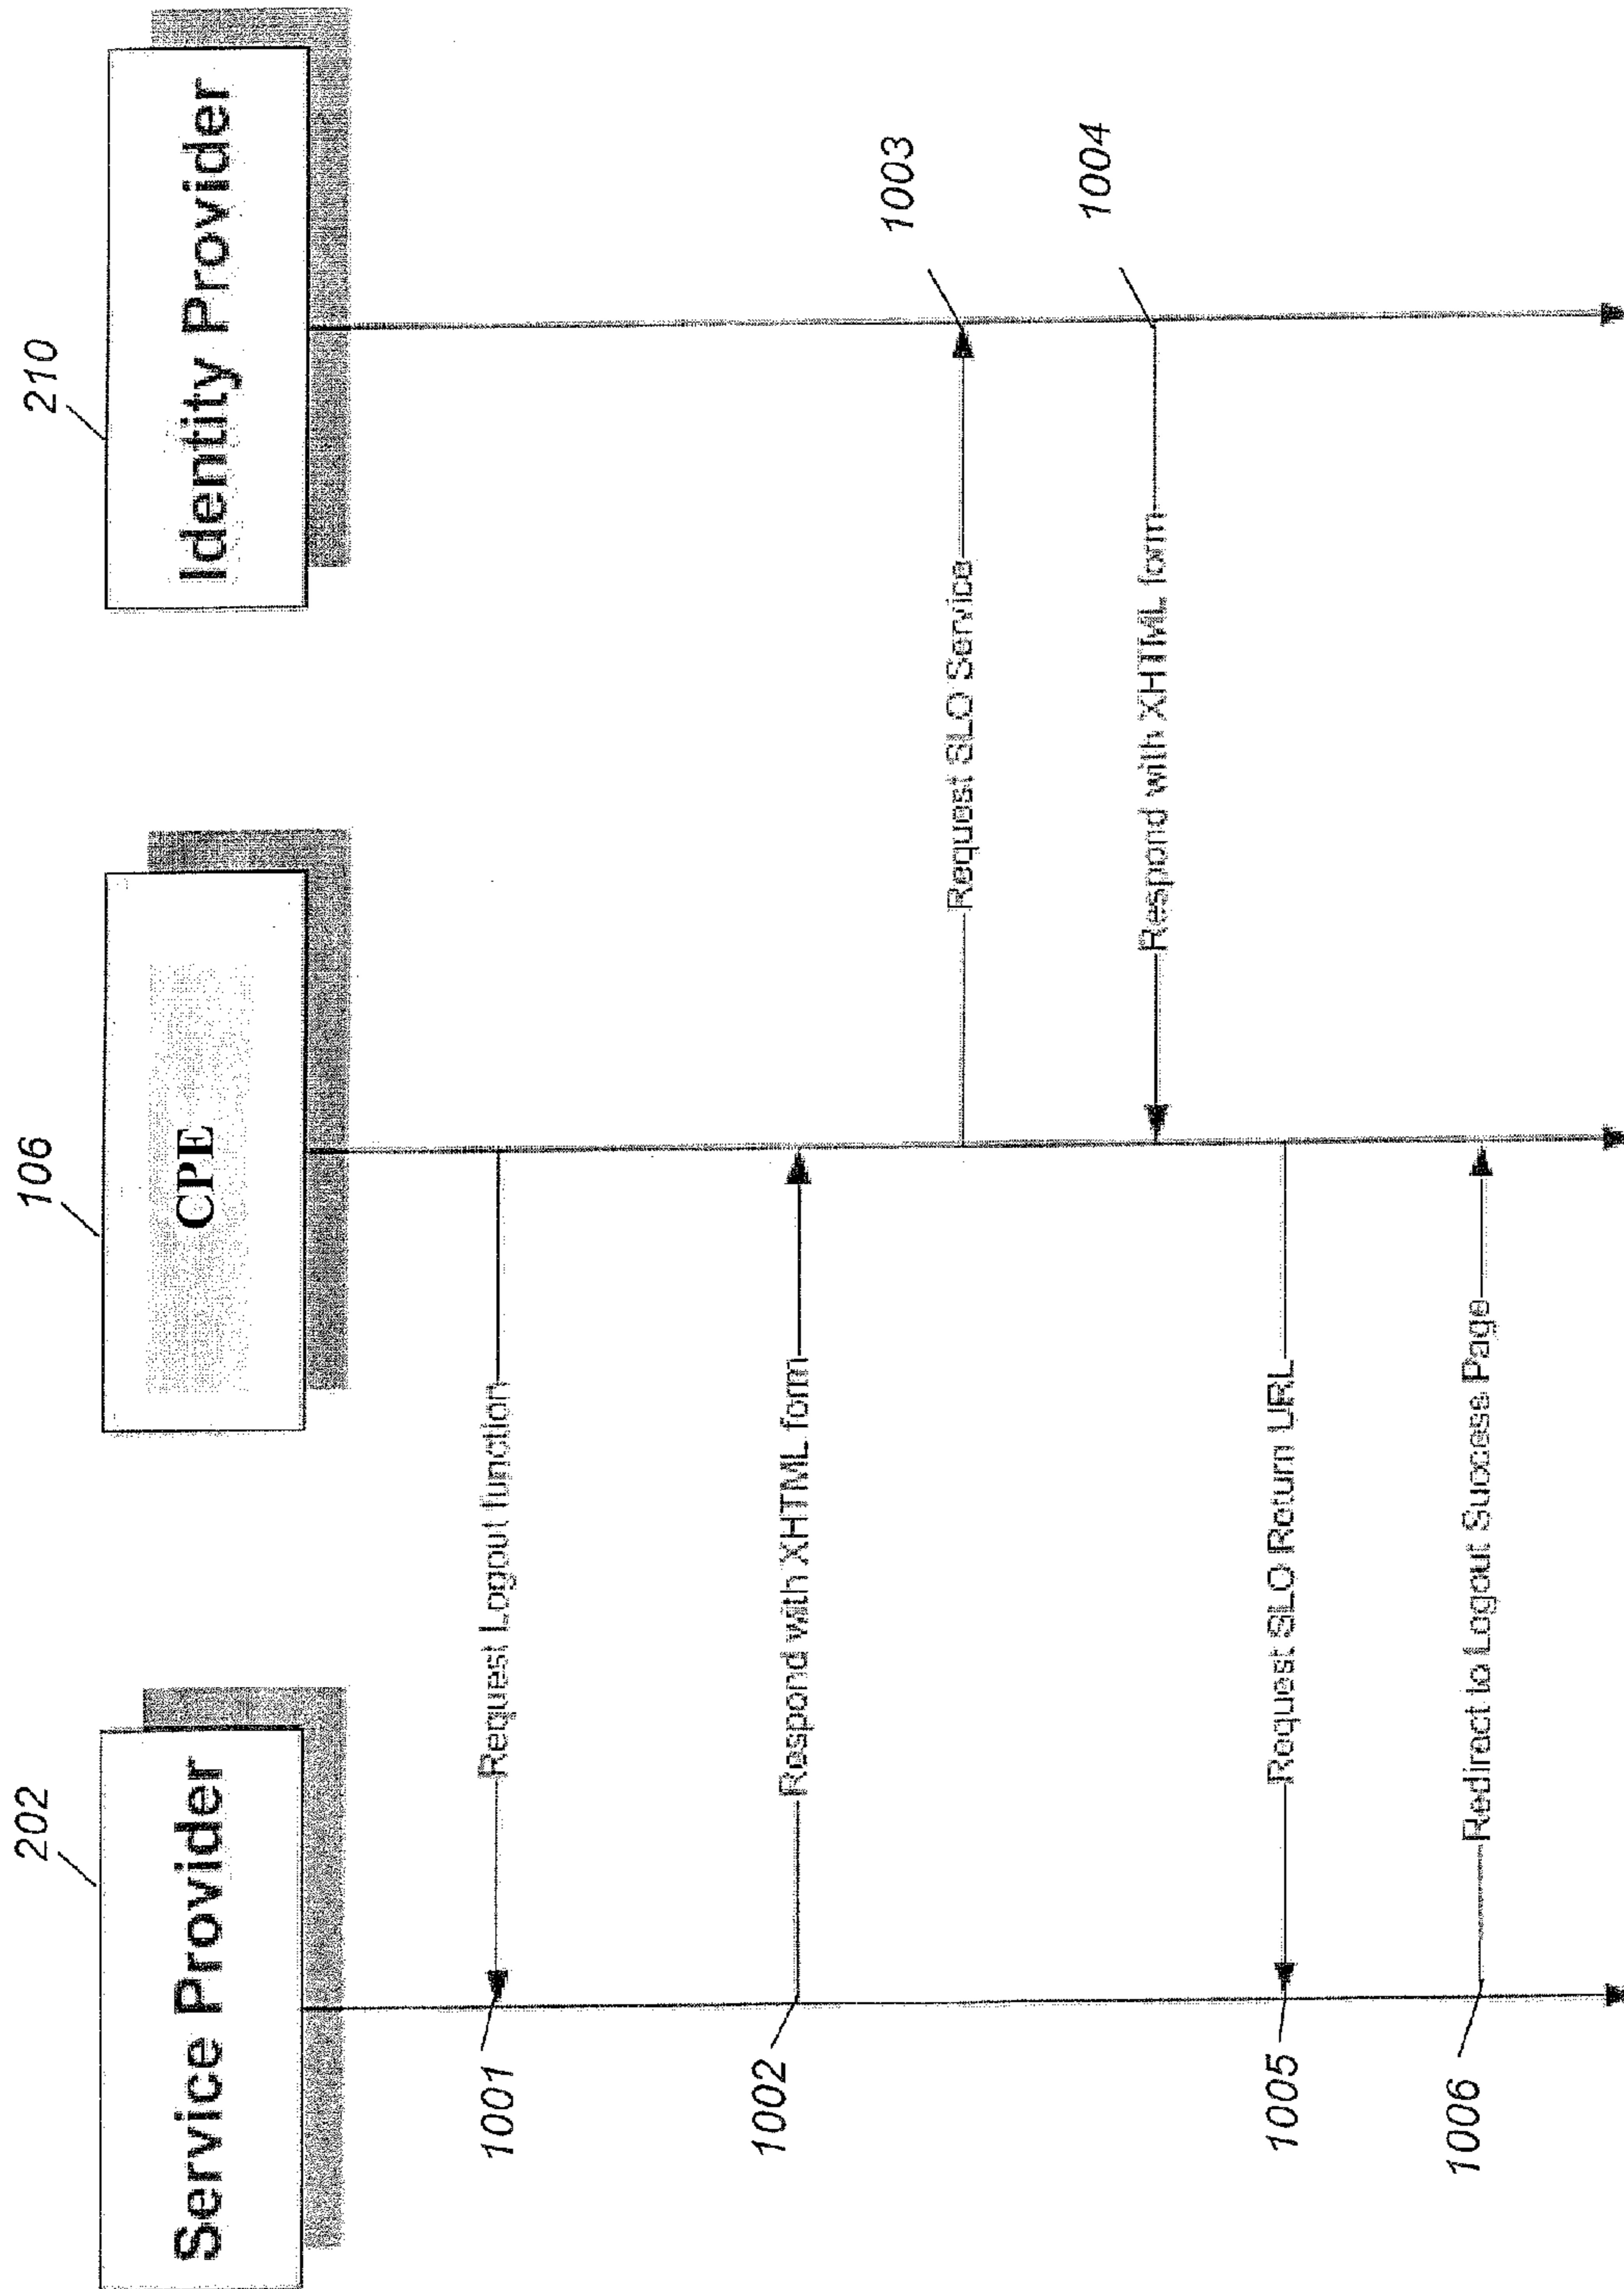 202
106
210
Service Provider
CPE
Identity Provider
1001
Request Logout function
1002
Respond with XHTML form
Request SLO Service
1003
Respond with XHTML form
1004
1005
Request SLO Return URL
1006
Redirect to Logout Success Page